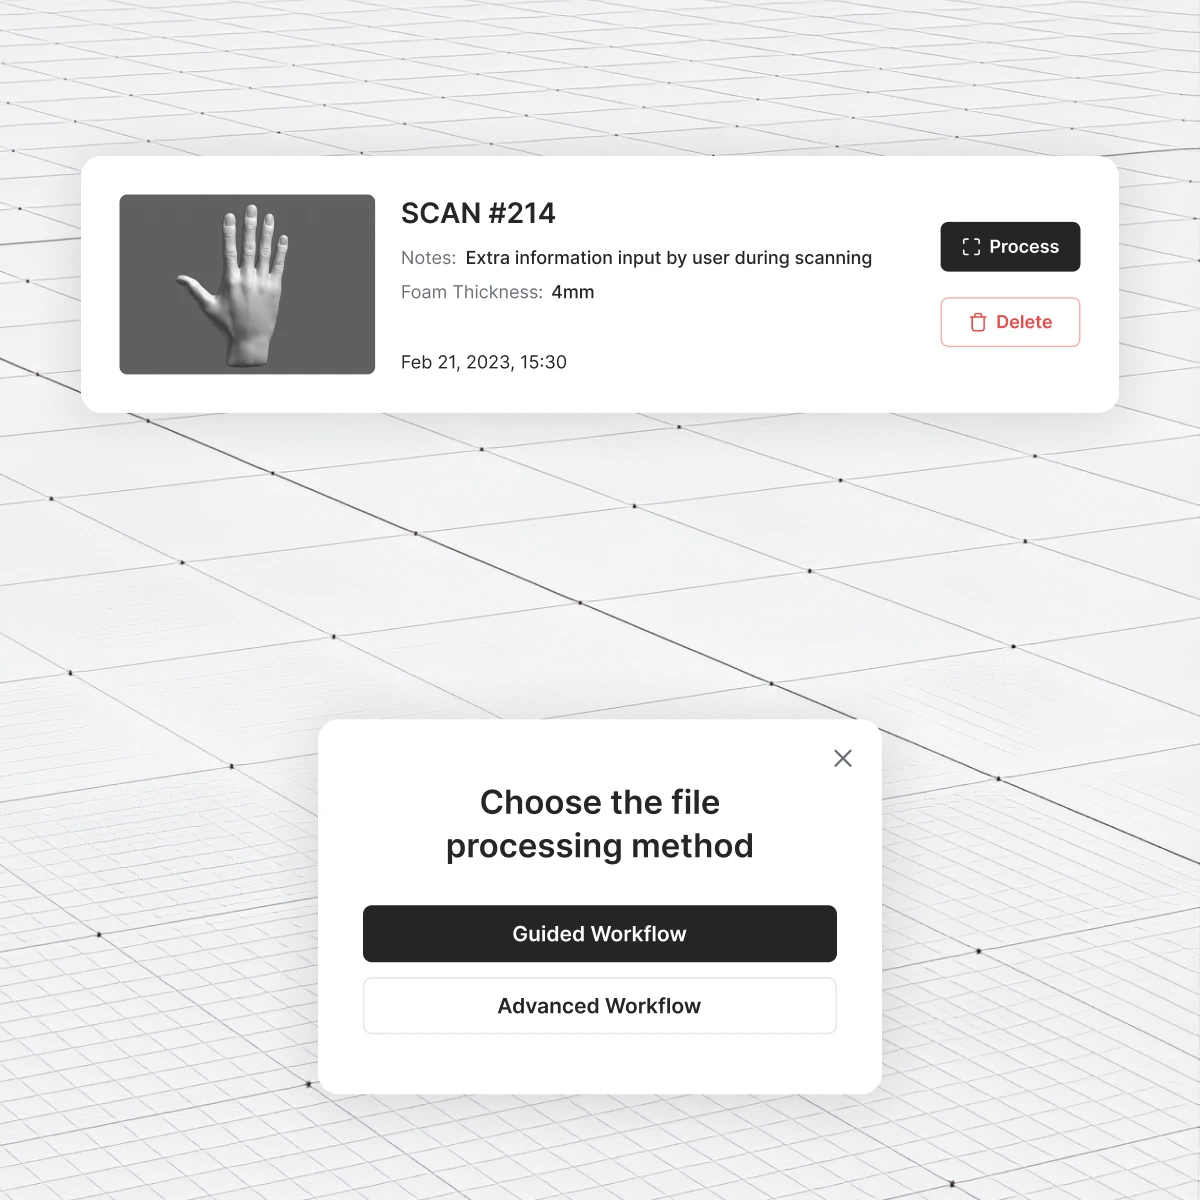 SCAN #214
Notes: Extra information input by user during scanning
Foam Thickness: 4mm
Feb 21, 2023, 15:30
Process
Delete
Choose the file
processing method
Guided Workflow
Advanced Workflow